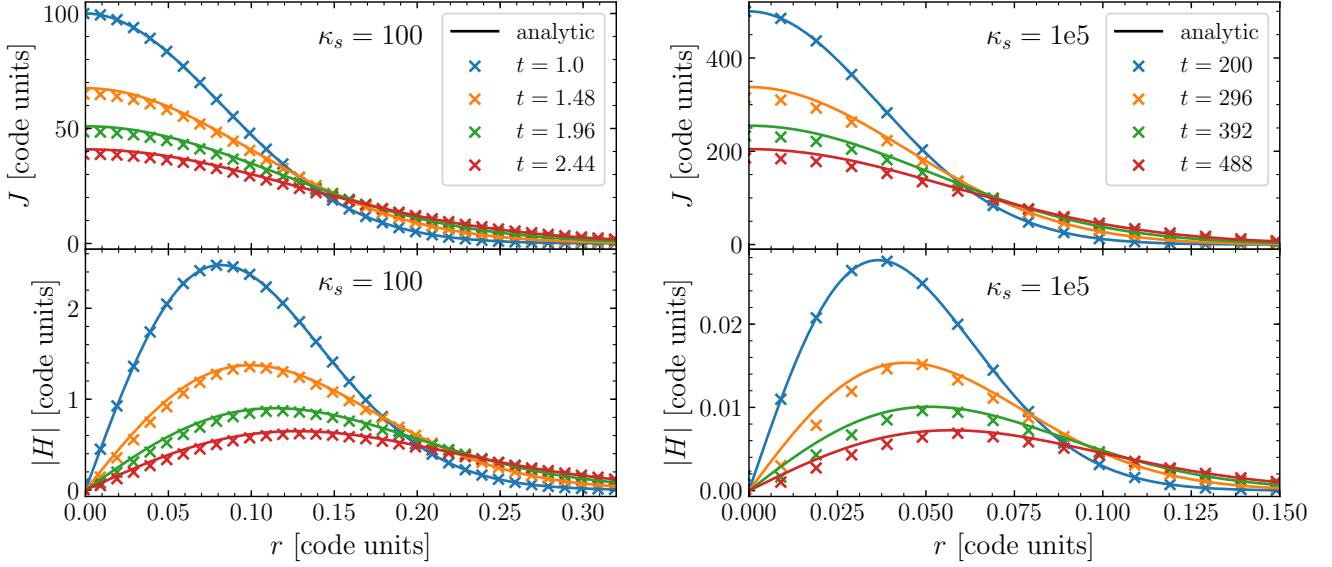 κ_s = 100
analytic
t = 1.0
t = 1.48
t = 1.96
t = 2.44
J [code units]
100
50
0
κ_s = 1e5
analytic
t = 200
t = 296
t = 392
t = 488
J [code units]
400
200
0
κ_s = 100
|H| [code units]
2
1
0
0.00 0.05 0.10 0.15 0.20 0.25 0.30
r [code units]
κ_s = 1e5
|H| [code units]
0.02
0.01
0.00
0.000 0.025 0.050 0.075 0.100 0.125 0.150
r [code units]